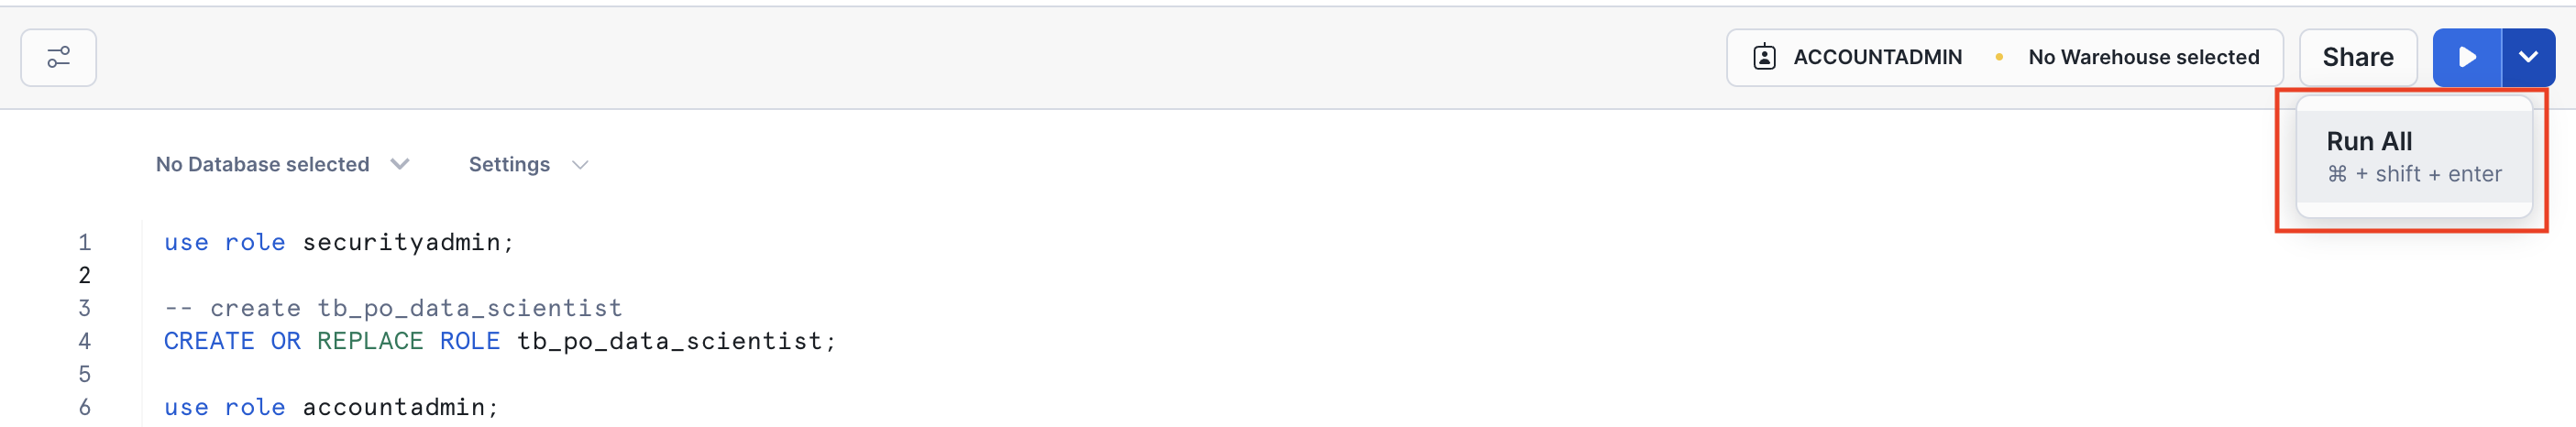 ACCOUNTADMIN • No Warehouse selected Share
Run All
⌘ + shift + enter
No Database selected Settings
1 use role securityadmin;
2
3 -- create tb_po_data_scientist
4 CREATE OR REPLACE ROLE tb_po_data_scientist;
5
6 use role accountadmin;